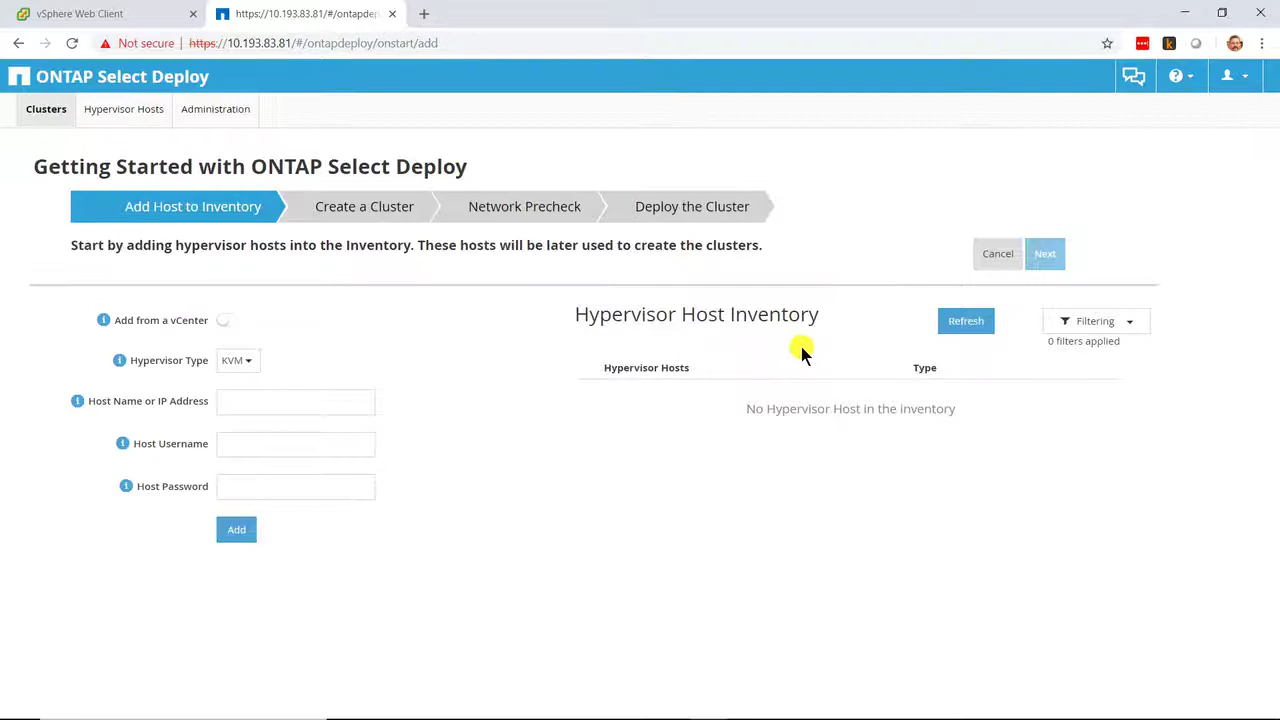 vSphere Web Client
https://10.193.83.81/#/ontapdep
Not secure | https://10.193.83.81/#/ontapdeploy/onstart/add
ONTAP Select Deploy
Clusters
Hypervisor Hosts
Administration
Getting Started with ONTAP Select Deploy
Add Host to Inventory
Create a Cluster
Network Precheck
Deploy the Cluster
Start by adding hypervisor hosts into the Inventory. These hosts will be later used to create the clusters.
Cancel
Next
Add from a vCenter
Hypervisor Type
KVM
Host Name or IP Address
Host Username
Host Password
Add
Hypervisor Host Inventory
Refresh
Filtering
0 filters applied
Hypervisor Hosts
Type
No Hypervisor Host in the inventory